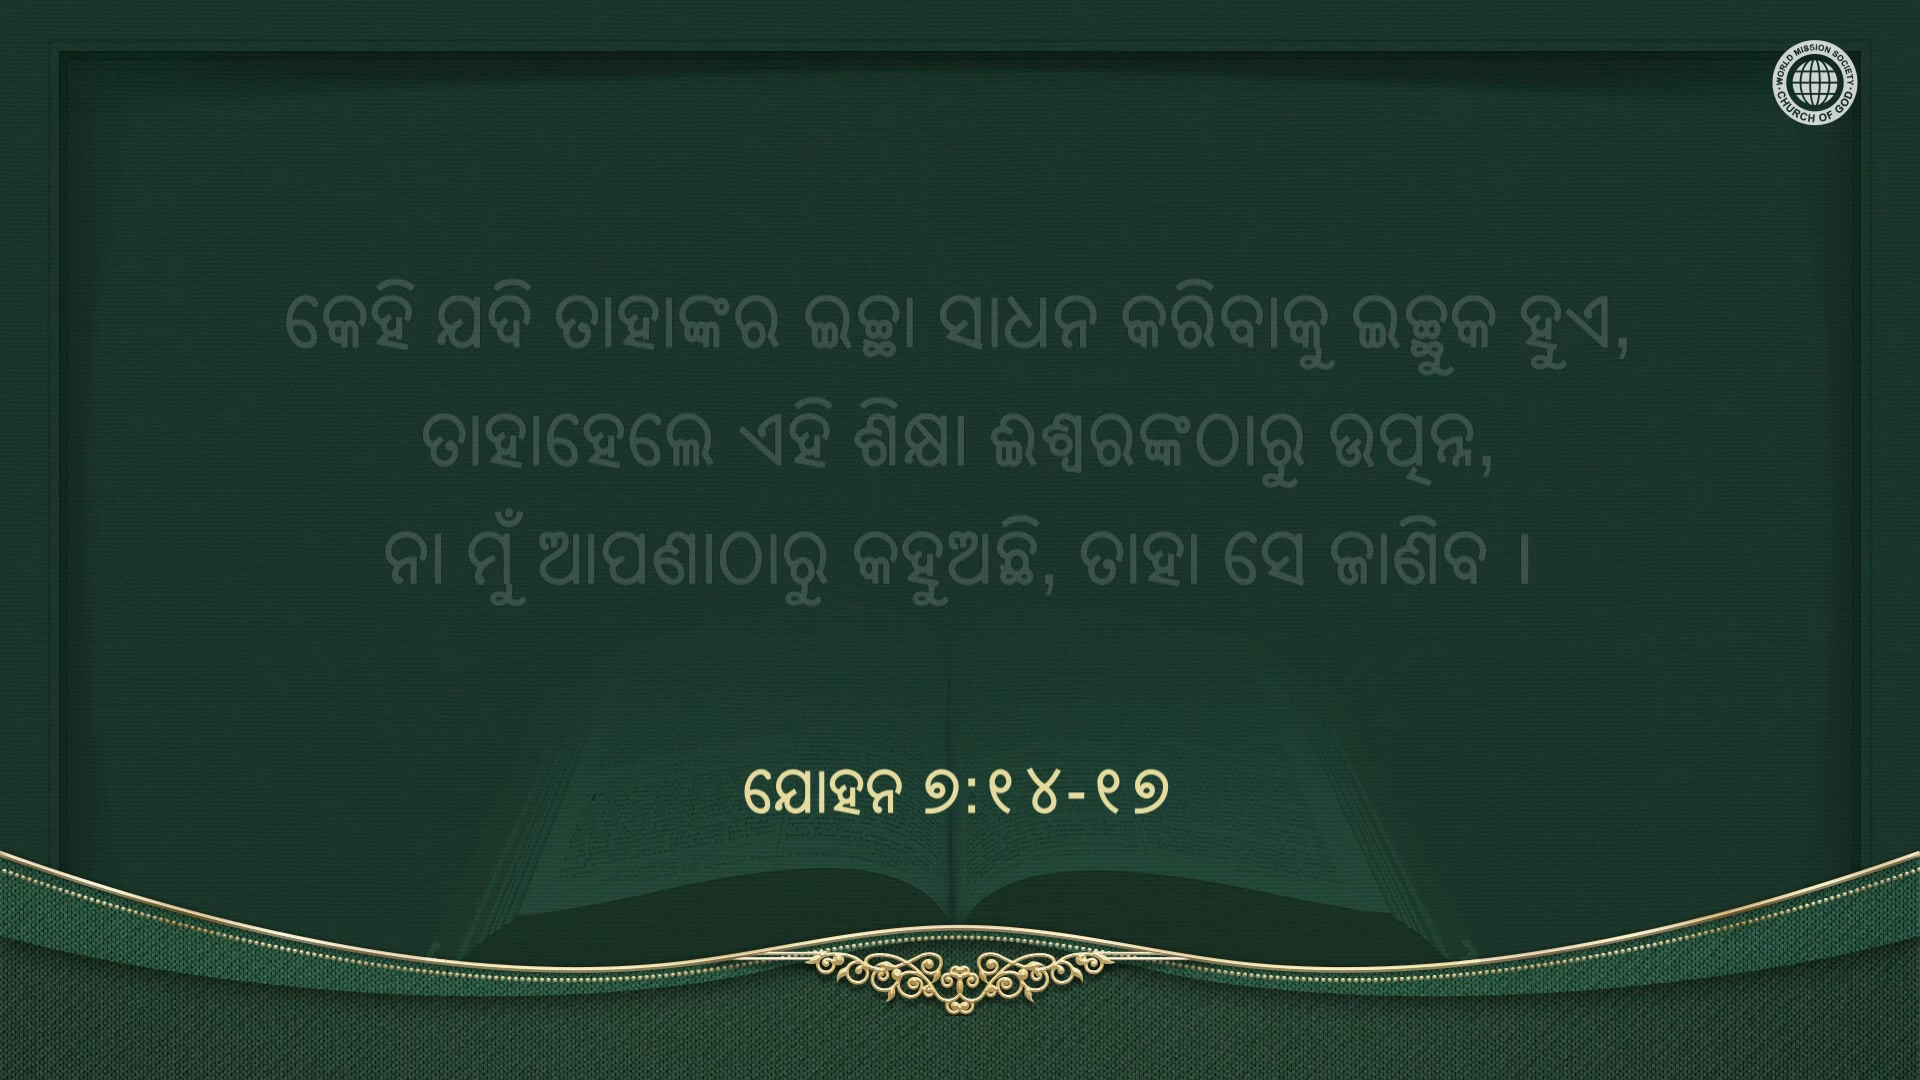 WORLD MISSION SOCIETY
CHURCH OF GOD
କେହି ଯଦି ତାହାଙ୍କର ଇଚ୍ଛା ସାଧନ କରିବାକୁ ଇଚ୍ଛୁକ ହୁଏ,
ତାହାହେଲେ ଏହି ଶିକ୍ଷା ଈଶ୍ୱରଙ୍କଠାରୁ ଉତ୍ପନ୍ନ,
ନା ମୁଁ ଆପଣାଠାରୁ କହୁଅଛି, ତାହା ସେ ଜାଣିବ ।
ଯୋହନ ୭:୧୪-୧୭